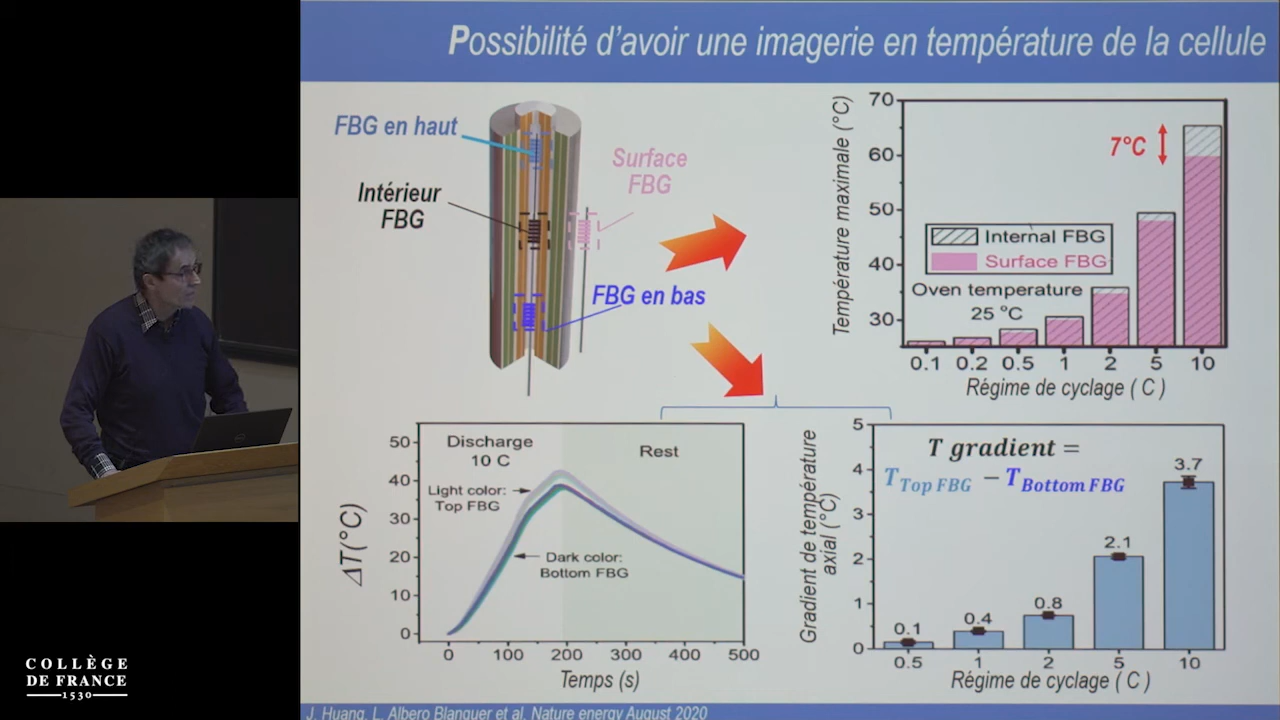 Possibilité d'avoir une imagerie en température de la cellule
FBG en haut
Intérieur
FBG
Surface
FBG
FBG en bas
Température maximale (°C)
70
60
50
40
30
7°C
Internal FBG
Surface FBG
Oven temperature
25 °C
0.1 0.2 0.5 1 2 5 10
Régime de cyclage ( C )
ΔT(°C)
50
40
30
20
10
0
Discharge
10 C
Rest
Light color:
Top FBG
Dark color:
Bottom FBG
0 100 200 300 400 500
Temps (s)
Gradient de température
axial (°C)
5
4
3
2
1
0
T gradient =
T Top FBG − T Bottom FBG
0.1
0.4
0.8
2.1
3.7
0.5 1 2 5 10
Régime de cyclage ( C )
J. Huang, L. Albero Blanquer et al. Nature energy August 2020
COLLÈGE
DE FRANCE
1530